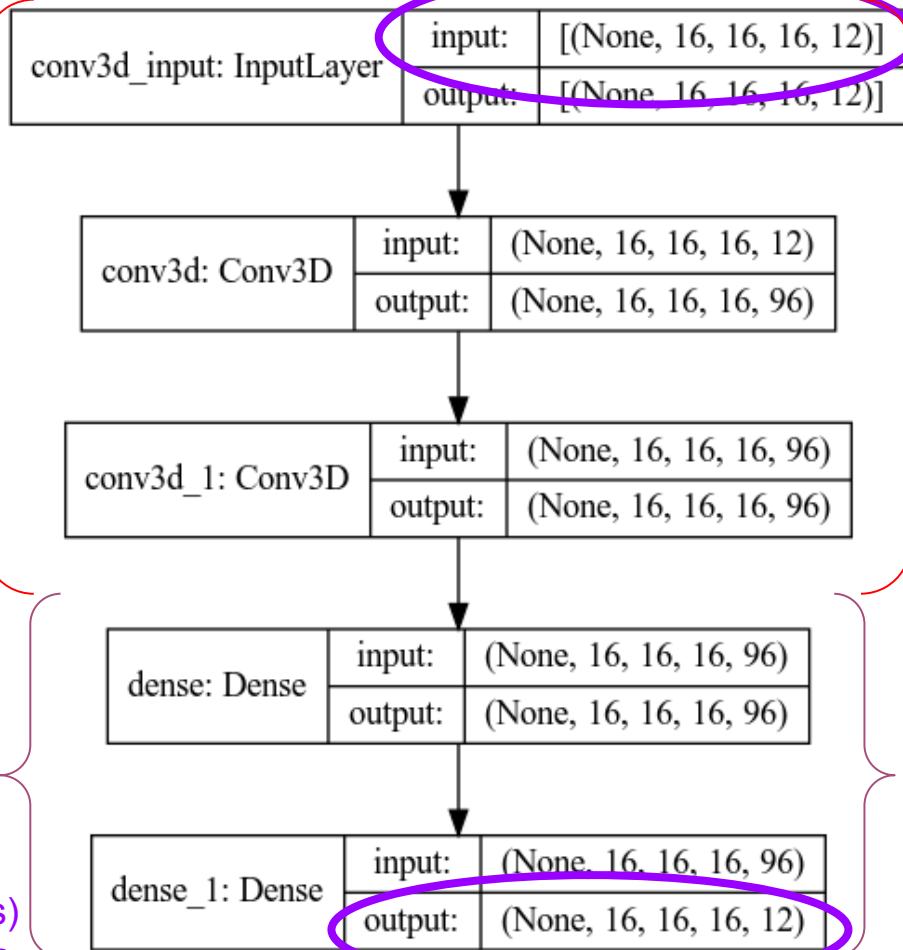 conv3d_input: InputLayer
input: [(None, 16, 16, 16, 12)]
output: [(None, 16, 16, 16, 12)]
conv3d: Conv3D
input: (None, 16, 16, 16, 12)
output: (None, 16, 16, 16, 96)
conv3d_1: Conv3D
input: (None, 16, 16, 16, 96)
output: (None, 16, 16, 16, 96)
dense: Dense
input: (None, 16, 16, 16, 96)
output: (None, 16, 16, 16, 96)
dense_1: Dense
input: (None, 16, 16, 16, 96)
output: (None, 16, 16, 16, 12)
s)